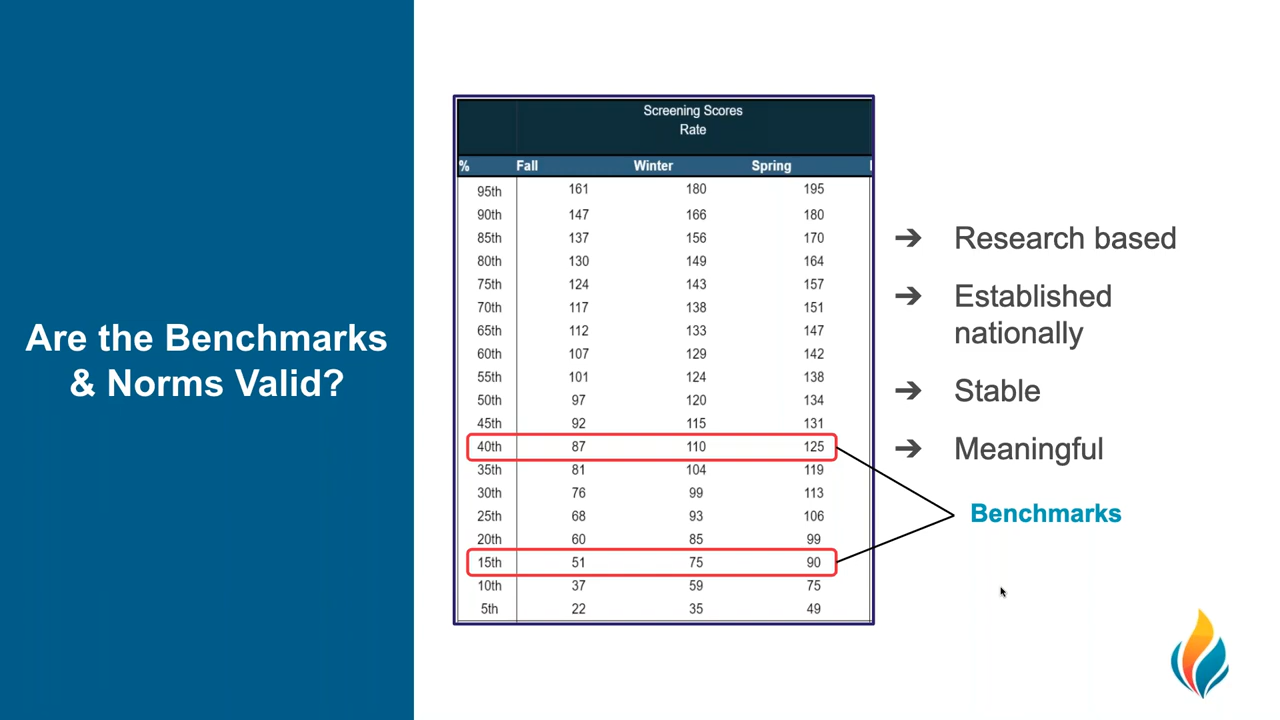 Are the Benchmarks
& Norms Valid?
Screening Scores
Rate
% Fall Winter Spring
95th 161 180 195
90th 147 166 180
85th 137 156 170
80th 130 149 164
75th 124 143 157
70th 117 138 151
65th 112 133 147
60th 107 129 142
55th 101 124 138
50th 97 120 134
45th 92 115 131
40th 87 110 125
35th 81 104 119
30th 76 99 113
25th 68 93 106
20th 60 85 99
15th 51 75 90
10th 37 59 75
5th 22 35 49
➔ Research based
➔ Established
nationally
➔ Stable
➔ Meaningful
Benchmarks